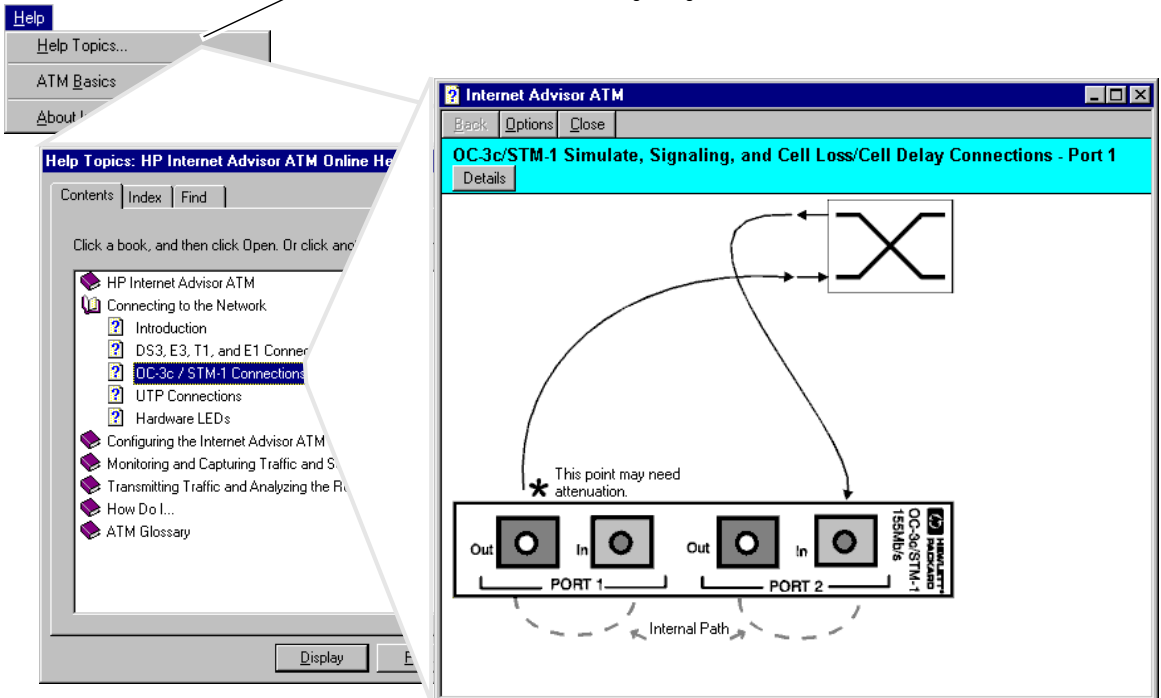 Help
Help Topics...
ATM Basics
About
Help Topics: HP Internet Advisor ATM Online He
Contents Index Find
Click a book, and then click Open. Or click
HP Internet Advisor ATM
Connecting to the Network
Introduction
DS3, E3, T1, and E1 Connec
OC-3c / STM-1 Connections
UTP Connections
Hardware LEDs
Configuring the Internet Advisor ATM
Monitoring and Capturing Traffic and S
Transmitting Traffic and Analyzing the R
How Do I...
ATM Glossary
Display
Internet Advisor ATM
Back Options Close
OC-3c/STM-1 Simulate, Signaling, and Cell Loss/Cell Delay Connections - Port 1
Details
This point may need
* attenuation.
Out In Out In
PORT 1 PORT 2
HEWLETT
PACKARD
OC-3c/STM-1
155Mb/s
Internal Path